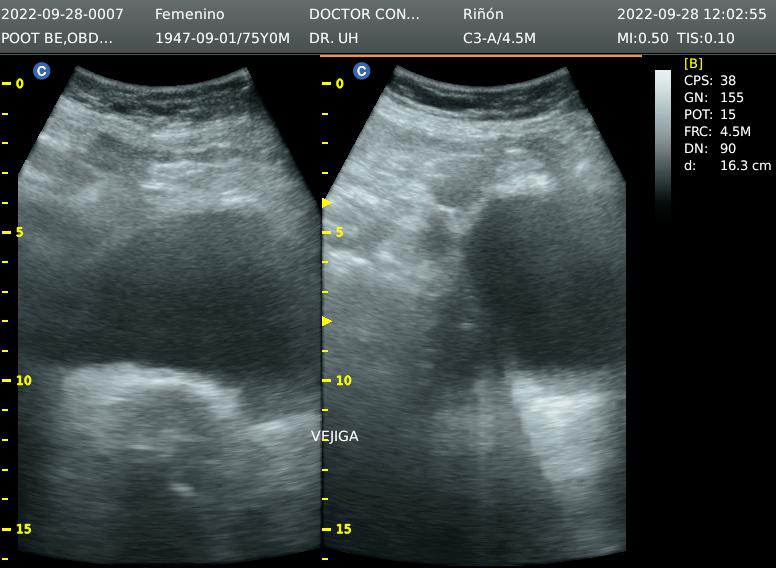 2022-09-28-0007 Femenino DOCTOR CON... Riñón 2022-09-28 12:02:55
POOT BE,OBD... 1947-09-01/75Y0M DR. UH C3-A/4.5M MI:0.50 TIS:0.10
C C [B]
0 0
CPS: 38
GN: 155
POT: 15
FRC: 4.5M
DN: 90
d: 16.3 cm
5 5
10 10
VEJIGA
15 15